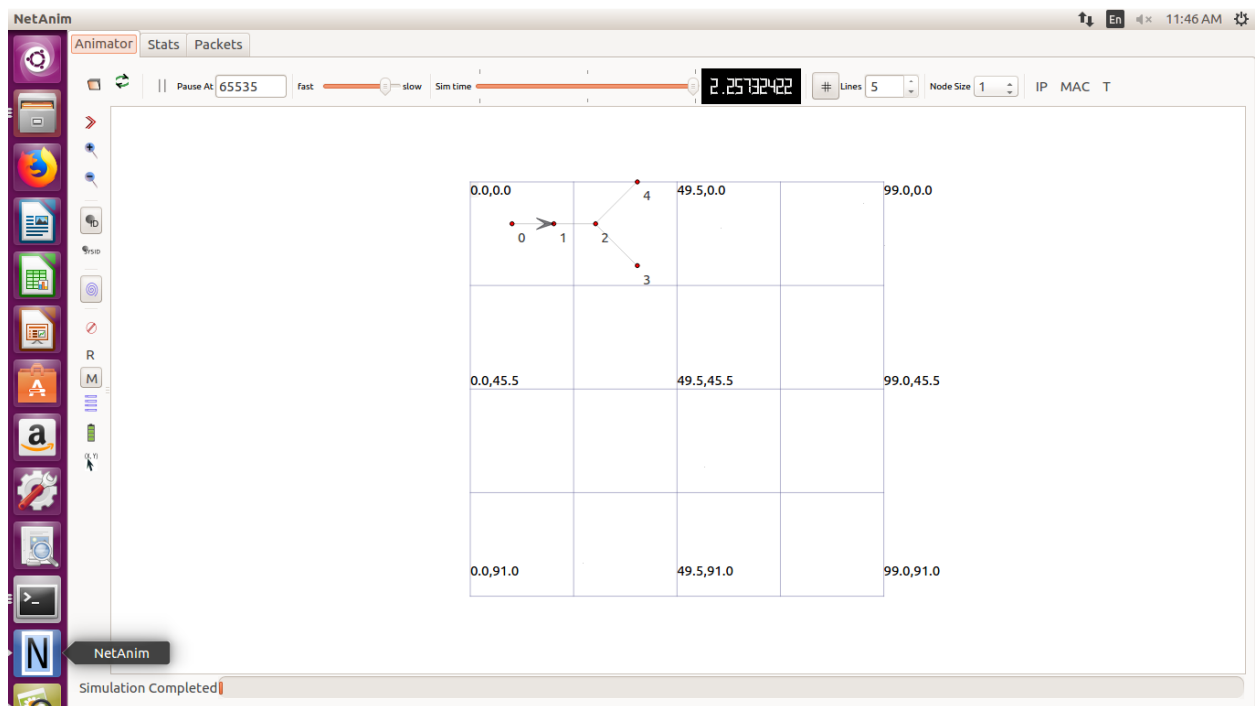 NetAnim
En 11:46 AM
Animator Stats Packets
Pause At 65535 fast slow Sim time 2.25732422 # Lines 5 Node Size 1 IP MAC T
0.0,0.0 49.5,0.0 99.0,0.0
4
0 1 2
3
ID
SYSID
R
M
0.0,45.5 49.5,45.5 99.0,45.5
(X,Y)
a
0.0,91.0 49.5,91.0 99.0,91.0
>_
N NetAnim
Simulation Completed